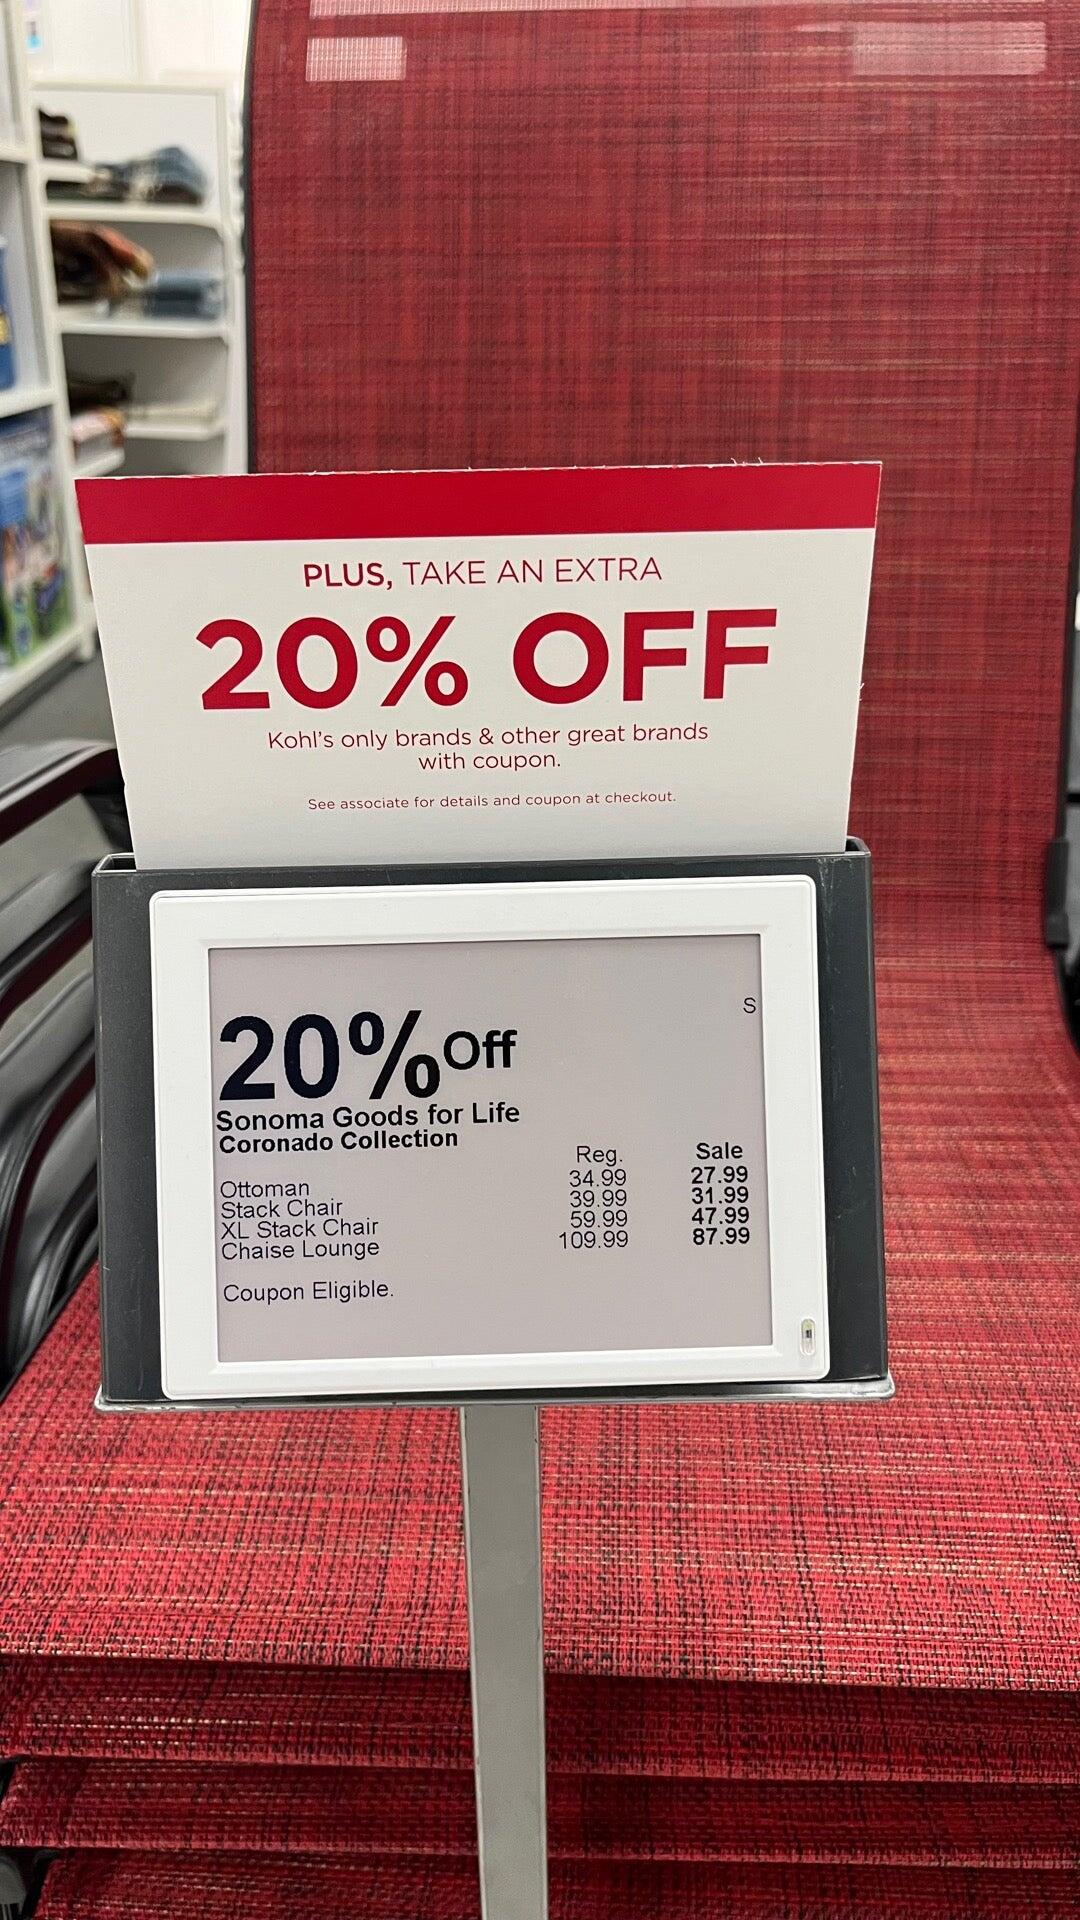 PLUS, TAKE AN EXTRA
20% OFF
Kohl's only brands & other great brands
with coupon.
See associate for details and coupon at checkout.
S
20% Off
Sonoma Goods for Life
Coronado Collection
Reg. Sale
Ottoman 34.99 27.99
Stack Chair 39.99 31.99
XL Stack Chair 59.99 47.99
Chaise Lounge 109.99 87.99
Coupon Eligible.